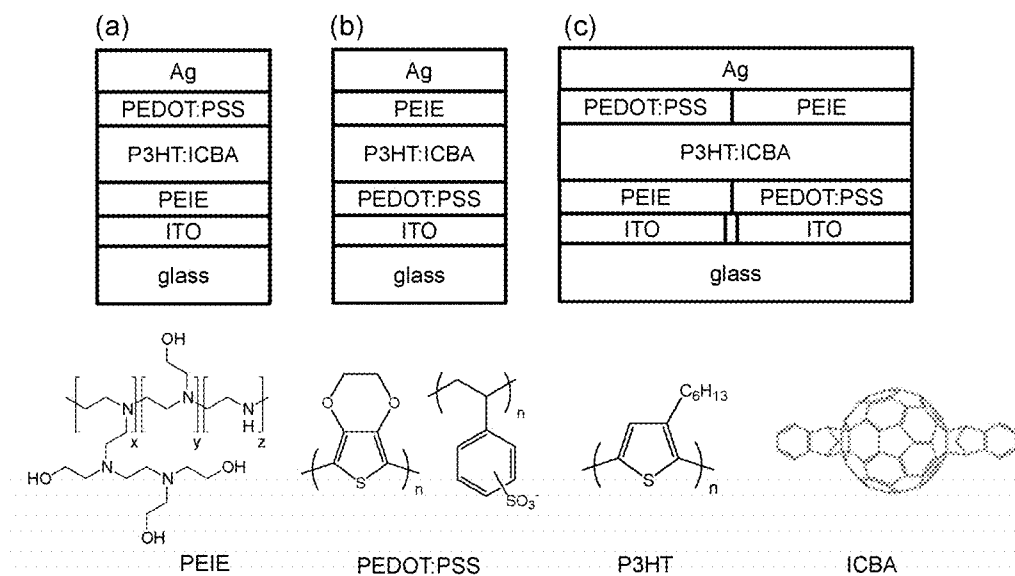 (a) (b) (c)
Ag Ag Ag
PEDOT:PSS PEIE PEDOT:PSS PEIE
P3HT:ICBA P3HT:ICBA P3HT:ICBA
PEIE PEDOT:PSS PEIE PEDOT:PSS
ITO ITO ITO ITO
glass glass glass
OH
N N N H
x y z
HO N N OH
OH
O O
S n
n
SO₃⁻
C₆H₁₃
S n
PEIE PEDOT:PSS P3HT ICBA